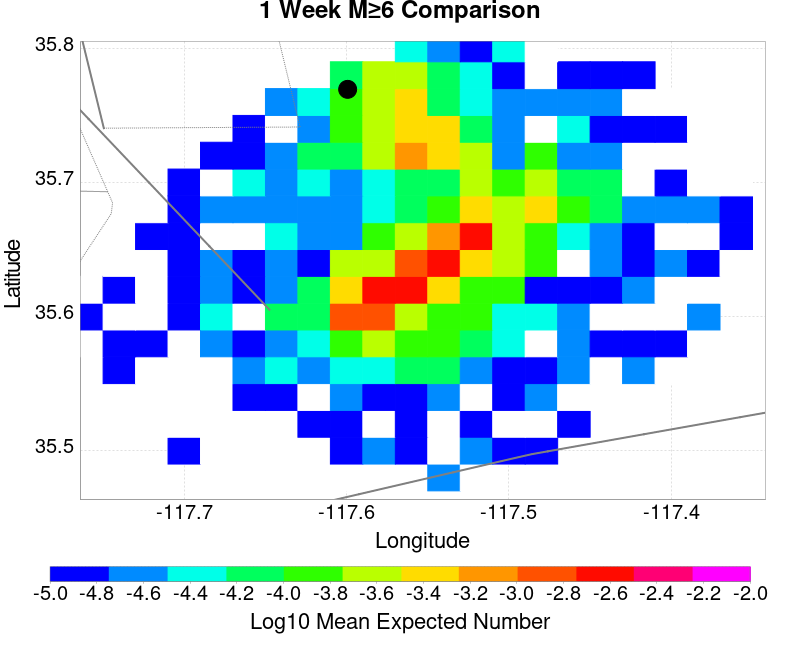 1 Week M≥6 Comparison
35.8
35.7
35.6
35.5
Latitude
-117.7 -117.6 -117.5 -117.4
Longitude
-5.0 -4.8 -4.6 -4.4 -4.2 -4.0 -3.8 -3.6 -3.4 -3.2 -3.0 -2.8 -2.6 -2.4 -2.2 -2.0
Log10 Mean Expected Number